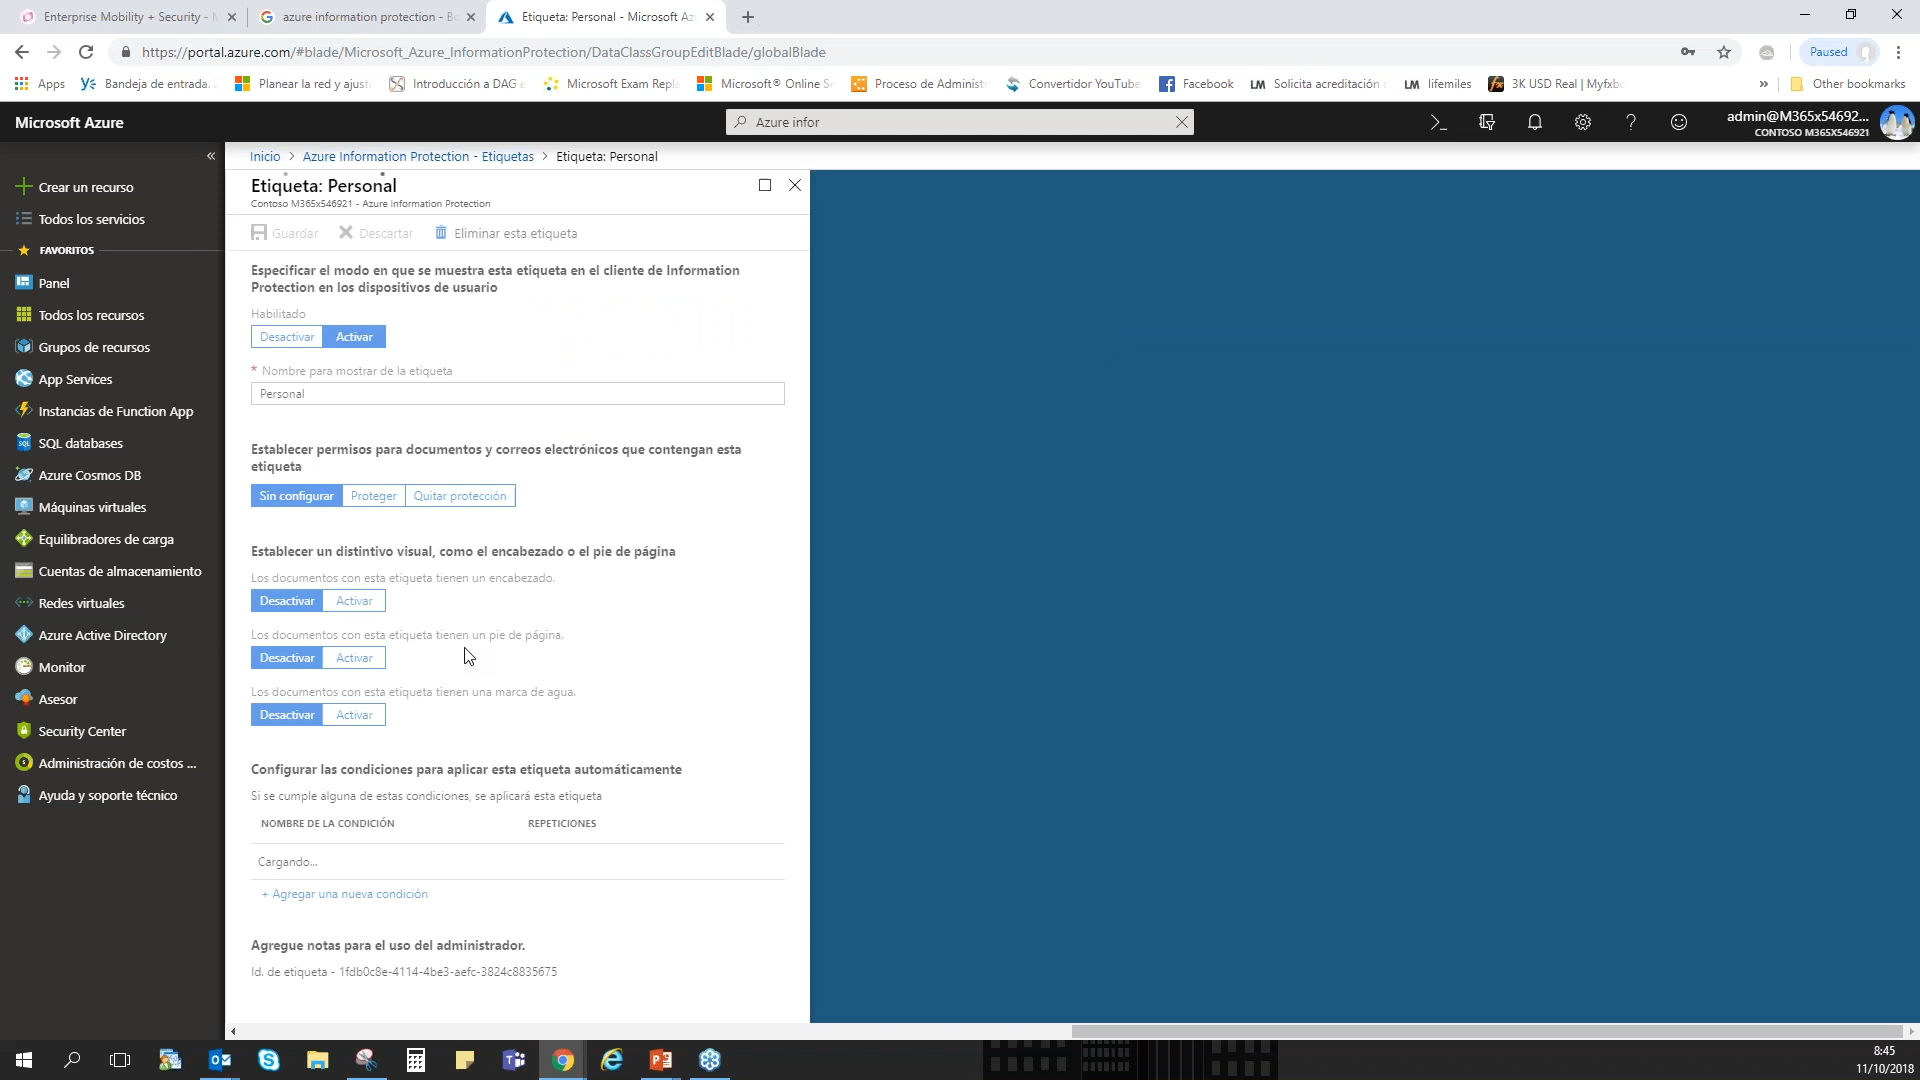 Enterprise Mobility + Security -
azure information protection - B
Etiqueta: Personal - Microsoft Az
https://portal.azure.com/#blade/Microsoft_Azure_InformationProtection/DataClassGroupEditBlade/globalBlade
Paused
Apps
Bandeja de entrada.
Planear la red y ajust
Introducción a DAG e
Microsoft Exam Repla
Microsoft® Online Se
Proceso de Administr
Convertidor YouTube
Facebook
LM Solicita acreditación
LM lifemiles
fx 3K USD Real | Myfxbo
»
Other bookmarks
Microsoft Azure
Azure infor
admin@M365x54692...
CONTOSO M365X546921
«
Inicio > Azure Information Protection - Etiquetas > Etiqueta: Personal
Crear un recurso
Todos los servicios
FAVORITOS
Panel
Todos los recursos
Grupos de recursos
App Services
Instancias de Function App
SQL databases
Azure Cosmos DB
Máquinas virtuales
Equilibradores de carga
Cuentas de almacenamiento
Redes virtuales
Azure Active Directory
Monitor
Asesor
Security Center
Administración de costos ...
Ayuda y soporte técnico
Etiqueta: Personal
Contoso M365x546921 - Azure Information Protection
Guardar Descartar Eliminar esta etiqueta
Especificar el modo en que se muestra esta etiqueta en el cliente de Information
Protection en los dispositivos de usuario
Habilitado
Desactivar Activar
* Nombre para mostrar de la etiqueta
Personal
Establecer permisos para documentos y correos electrónicos que contengan esta
etiqueta
Sin configurar Proteger Quitar protección
Establecer un distintivo visual, como el encabezado o el pie de página
Los documentos con esta etiqueta tienen un encabezado.
Desactivar Activar
Los documentos con esta etiqueta tienen un pie de página.
Desactivar Activar
Los documentos con esta etiqueta tienen una marca de agua.
Desactivar Activar
Configurar las condiciones para aplicar esta etiqueta automáticamente
Si se cumple alguna de estas condiciones, se aplicará esta etiqueta
NOMBRE DE LA CONDICIÓN REPETICIONES
Cargando...
+ Agregar una nueva condición
Agregue notas para el uso del administrador.
Id. de etiqueta - 1fdb0c8e-4114-4be3-aefc-3824c8835675
8:45
11/10/2018